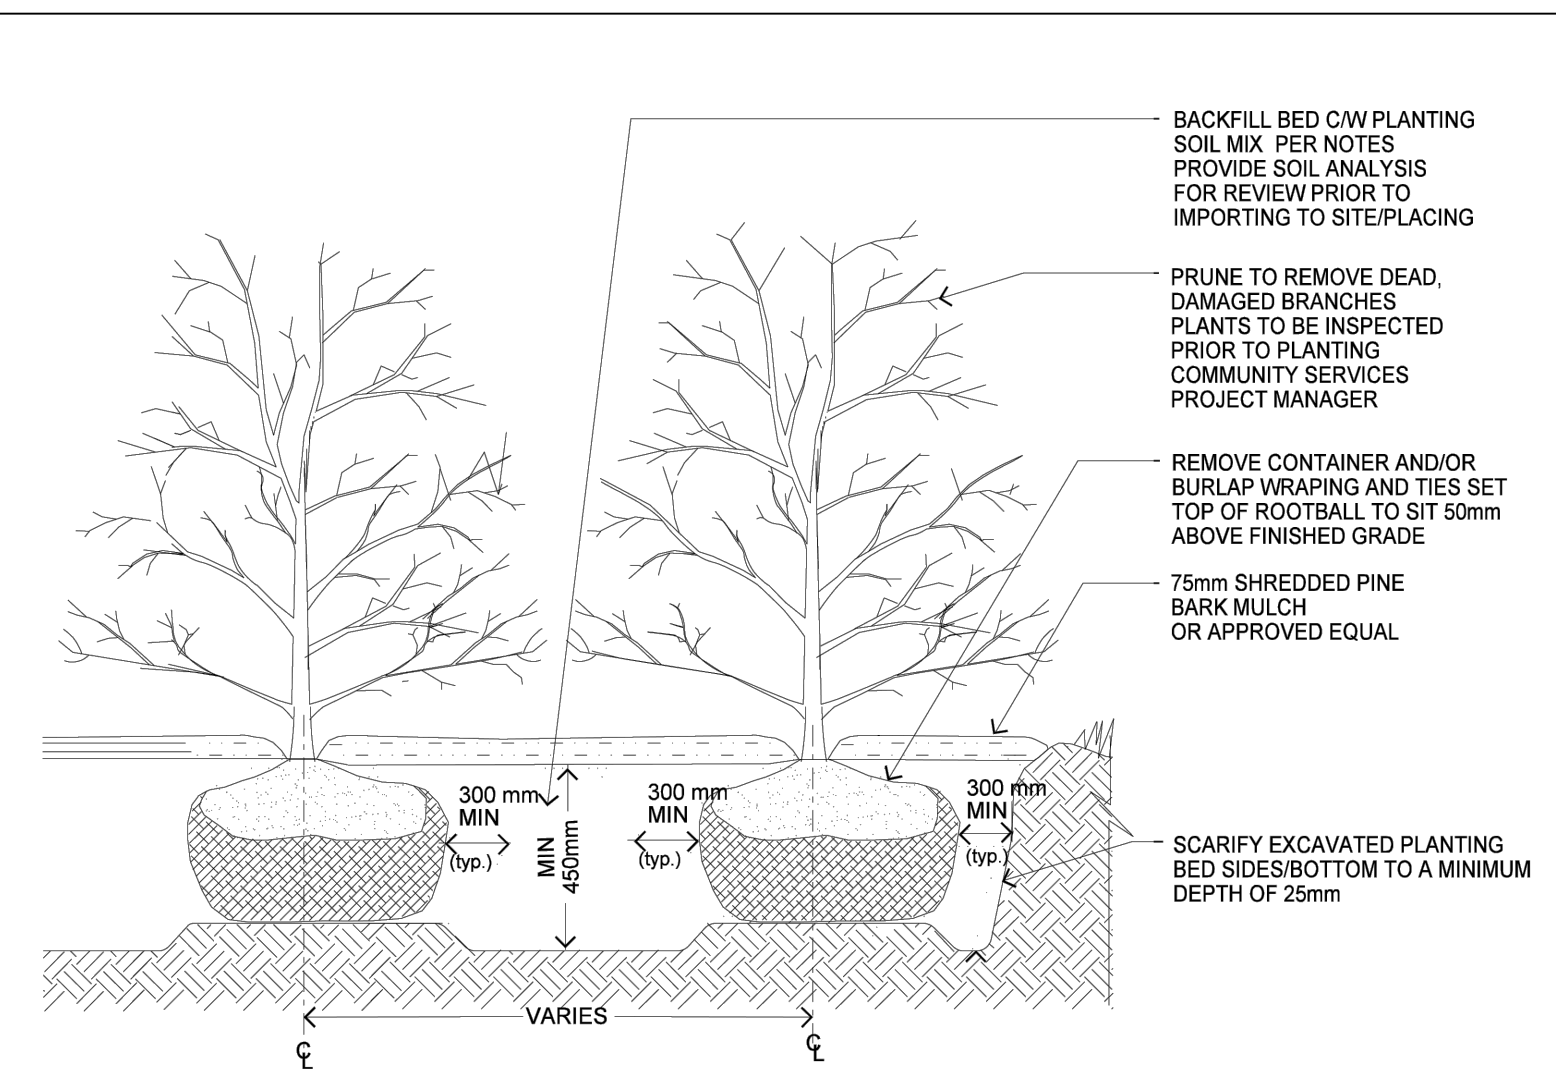 BACKFILL BED C/W PLANTING
SOIL MIX PER NOTES
PROVIDE SOIL ANALYSIS
FOR REVIEW PRIOR TO
IMPORTING TO SITE/PLACING
PRUNE TO REMOVE DEAD,
DAMAGED BRANCHES
PLANTS TO BE INSPECTED
PRIOR TO PLANTING
COMMUNITY SERVICES
PROJECT MANAGER
REMOVE CONTAINER AND/OR
BURLAP WRAPING AND TIES SET
TOP OF ROOTBALL TO SIT 50mm
ABOVE FINISHED GRADE
75mm SHREDDED PINE
BARK MULCH
OR APPROVED EQUAL
300 mm
MIN
(typ.)
MIN
450mm
300 mm
MIN
(typ.)
300 mm
MIN
(typ.)
SCARIFY EXCAVATED PLANTING
BED SIDES/BOTTOM TO A MINIMUM
DEPTH OF 25mm
VARIES
CL
CL